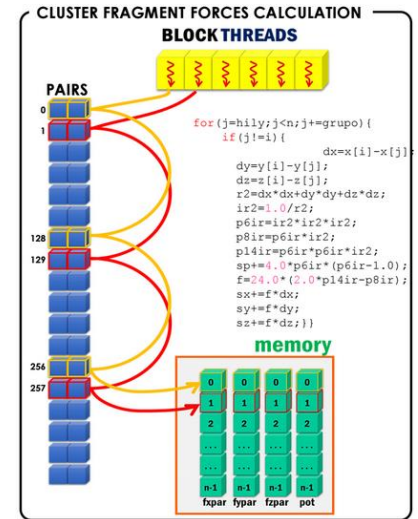 CLUSTER FRAGMENT FORCES CALCULATION
BLOCK THREADS
PAIRS
0
1
128
129
256
257
for(j=hily;j<n;j+=grupo){
if(j!=i){
dx=x[i]-x[j];
dy=y[i]-y[j];
dz=z[i]-z[j];
r2=dx*dx+dy*dy+dz*dz;
ir2=1.0/r2;
p6ir=ir2*ir2*ir2;
p8ir=p6ir*ir2;
p14ir=p6ir*p6ir*ir2;
sp+=4.0*p6ir*(p6ir-1.0);
f=24.0*(2.0*p14ir-p8ir);
sx+=f*dx;
sy+=f*dy;
sz+=f*dz;}}
memory
0 0 0 0
1 1 1 1
2 2 2 2
... ... ... ...
... ... ... ...
n-1 n-1 n-1 n-1
fxpar fypar fzpar pot